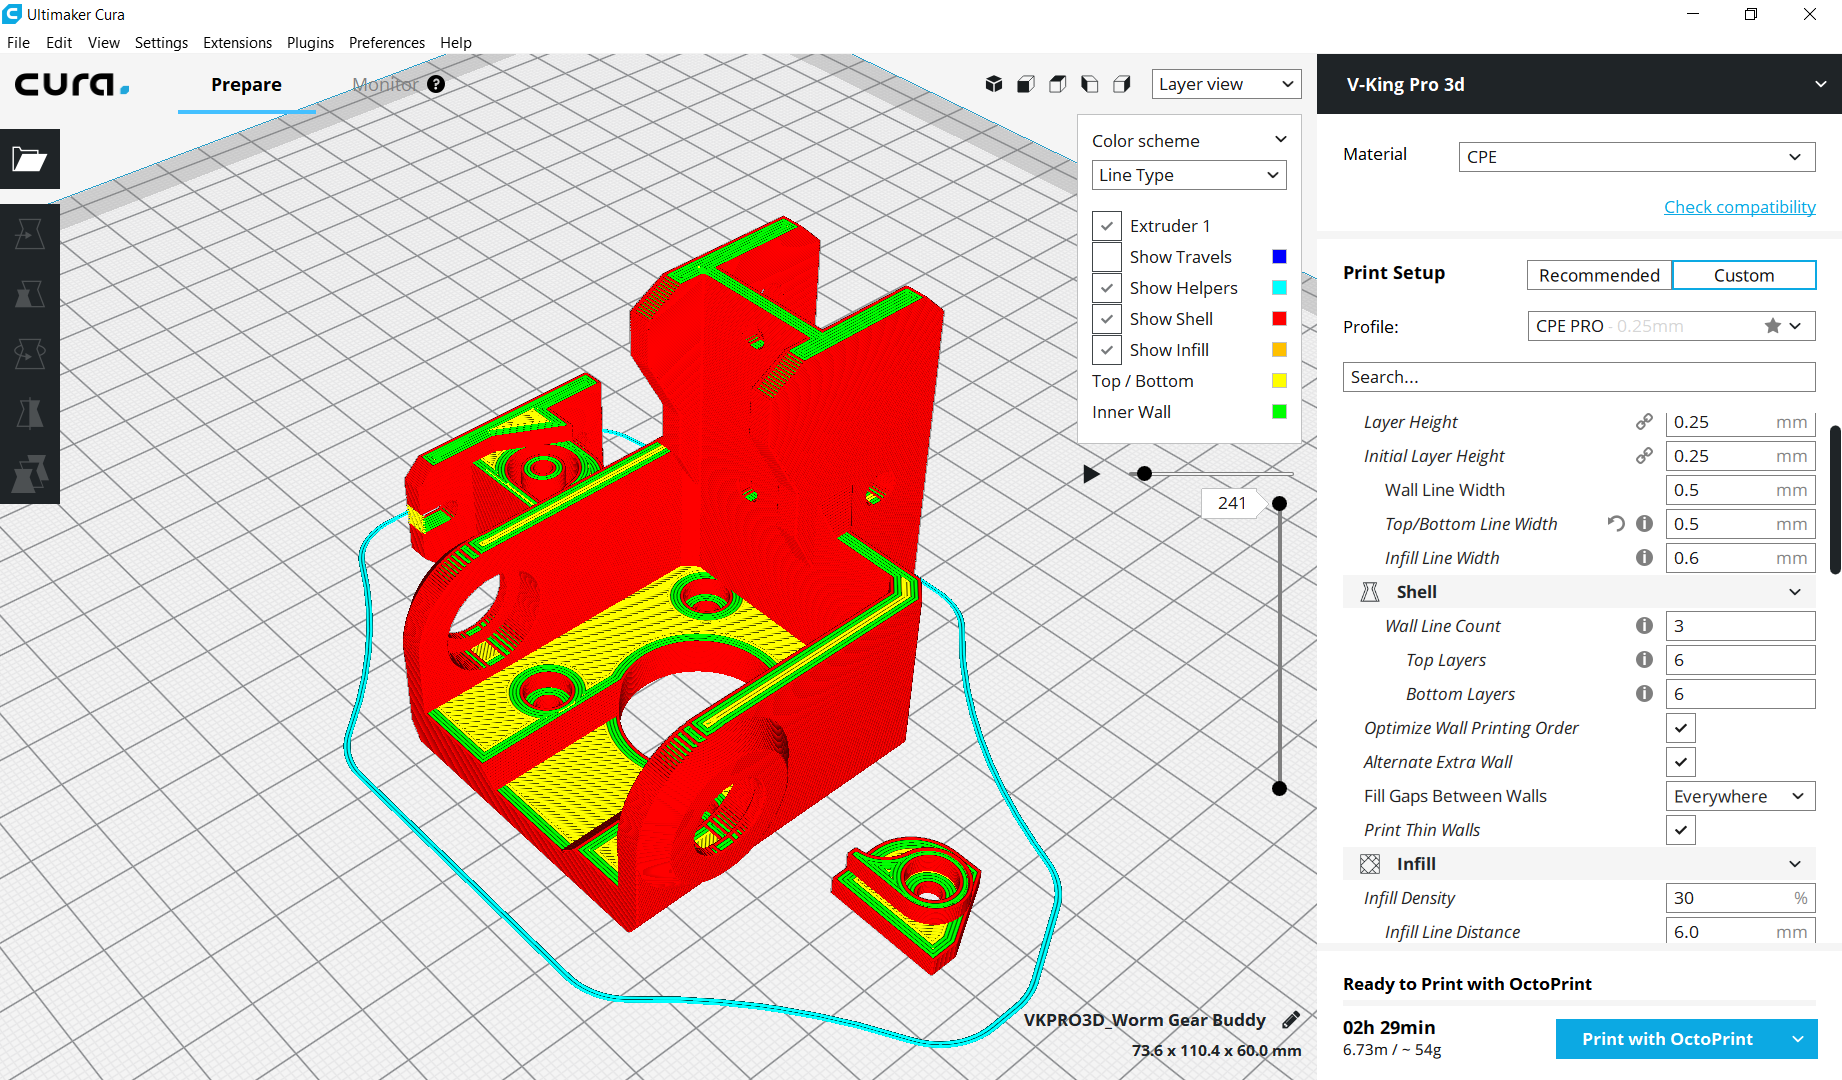 Ultimaker Cura
File Edit View Settings Extensions Plugins Preferences Help
cura. Prepare Monitor ? Layer view
V-King Pro 3d
Color scheme
Line Type
Extruder 1
Show Travels
Show Helpers
Show Shell
Show Infill
Top / Bottom
Inner Wall
241
Material CPE
Check compatibility
Print Setup Recommended Custom
Profile: CPE PRO - 0.25mm
Search...
Layer Height 0.25 mm
Initial Layer Height 0.25 mm
Wall Line Width 0.5 mm
Top/Bottom Line Width 0.5 mm
Infill Line Width 0.6 mm
Shell
Wall Line Count 3
Top Layers 6
Bottom Layers 6
Optimize Wall Printing Order
Alternate Extra Wall
Fill Gaps Between Walls Everywhere
Print Thin Walls
Infill
Infill Density 30 %
Infill Line Distance 6.0 mm
VKPRO3D_Worm Gear Buddy
73.6 x 110.4 x 60.0 mm
Ready to Print with OctoPrint
02h 29min
6.73m / ~ 54g
Print with OctoPrint